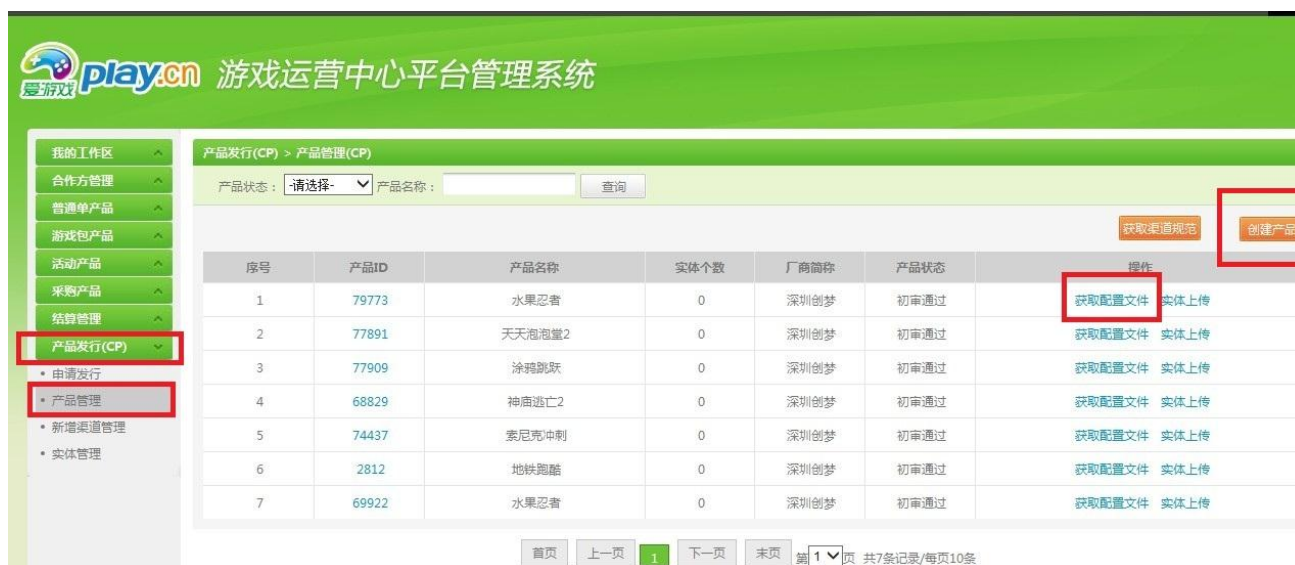 爱游戏 play.cn 游戏运营中心平台管理系统
我的工作区
合作方管理
普通单产品
游戏包产品
活动产品
采购产品
结算管理
产品发行(CP)
• 申请发行
• 产品管理
• 新增渠道管理
• 实体管理
产品发行(CP) > 产品管理(CP)
产品状态： -请选择- 产品名称： 查询
获取渠道规范 创建产品
序号 产品ID 产品名称 实体个数 厂商简称 产品状态 操作
1 79773 水果忍者 0 深圳创梦 初审通过 获取配置文件 实体上传
2 77891 天天泡泡堂2 0 深圳创梦 初审通过 获取配置文件 实体上传
3 77909 涂鸦跳跃 0 深圳创梦 初审通过 获取配置文件 实体上传
4 68829 神庙逃亡2 0 深圳创梦 初审通过 获取配置文件 实体上传
5 74437 索尼克冲刺 0 深圳创梦 初审通过 获取配置文件 实体上传
6 2812 地铁跑酷 0 深圳创梦 初审通过 获取配置文件 实体上传
7 69922 水果忍者 0 深圳创梦 初审通过 获取配置文件 实体上传
首页 上一页 1 下一页 末页 第 1 页 共7条记录/每页10条